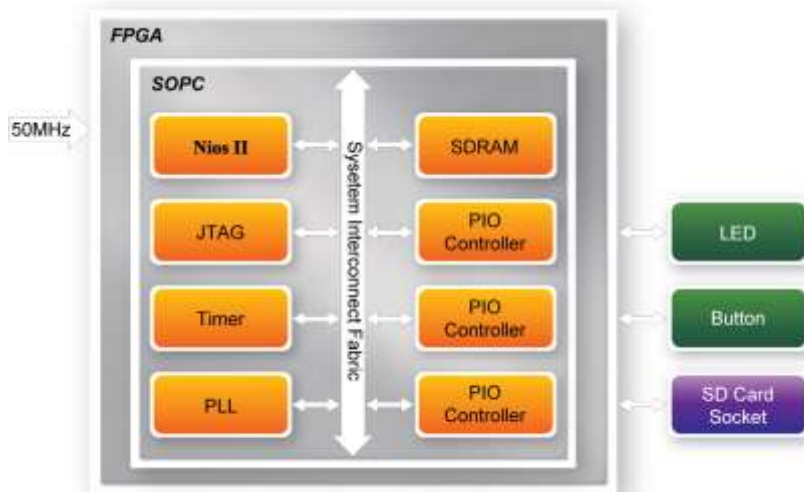 FPGA
SOPC
50MHz
Nios II
SDRAM
JTAG
PIO
Controller
LED
Timer
PIO
Controller
Button
PLL
PIO
Controller
SD Card
Socket
Sysetem Interconnect Fabric